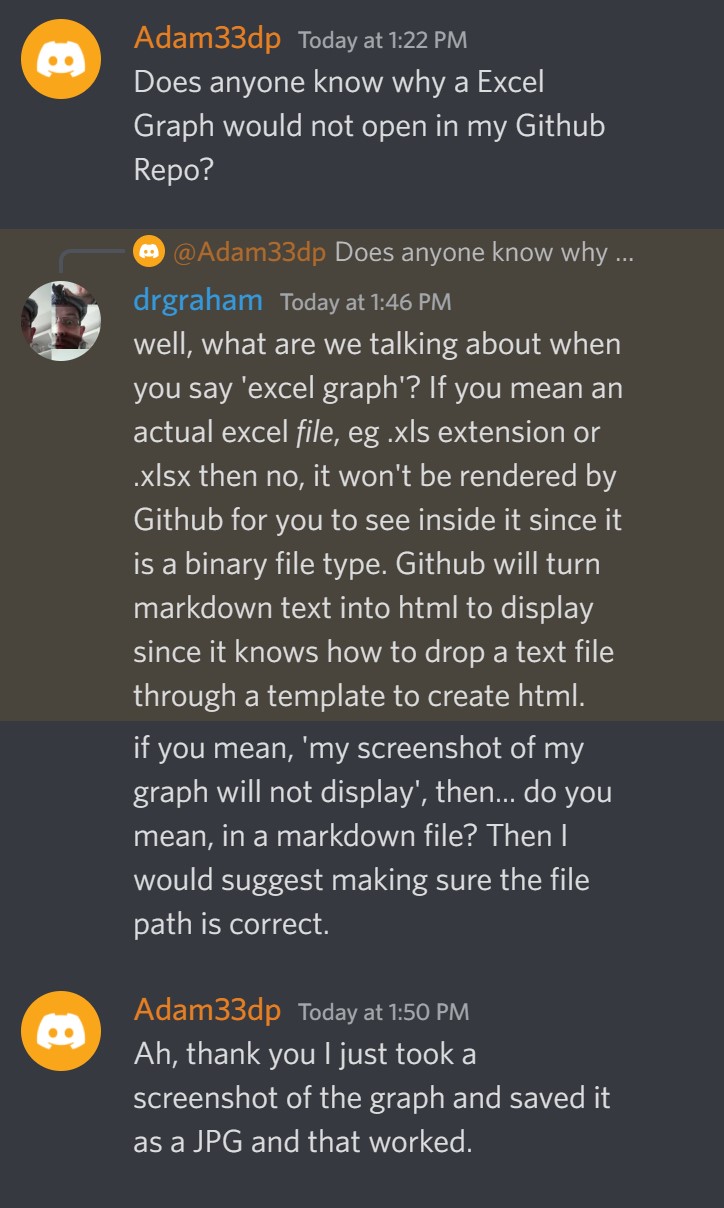 Adam33dp Today at 1:22 PM
Does anyone know why a Excel
Graph would not open in my Github
Repo?
@Adam33dp Does anyone know why ...
drgraham Today at 1:46 PM
well, what are we talking about when
you say 'excel graph'? If you mean an
actual excel file, eg .xls extension or
.xlsx then no, it won't be rendered by
Github for you to see inside it since it
is a binary file type. Github will turn
markdown text into html to display
since it knows how to drop a text file
through a template to create html.
if you mean, 'my screenshot of my
graph will not display', then... do you
mean, in a markdown file? Then I
would suggest making sure the file
path is correct.
Adam33dp Today at 1:50 PM
Ah, thank you I just took a
screenshot of the graph and saved it
as a JPG and that worked.